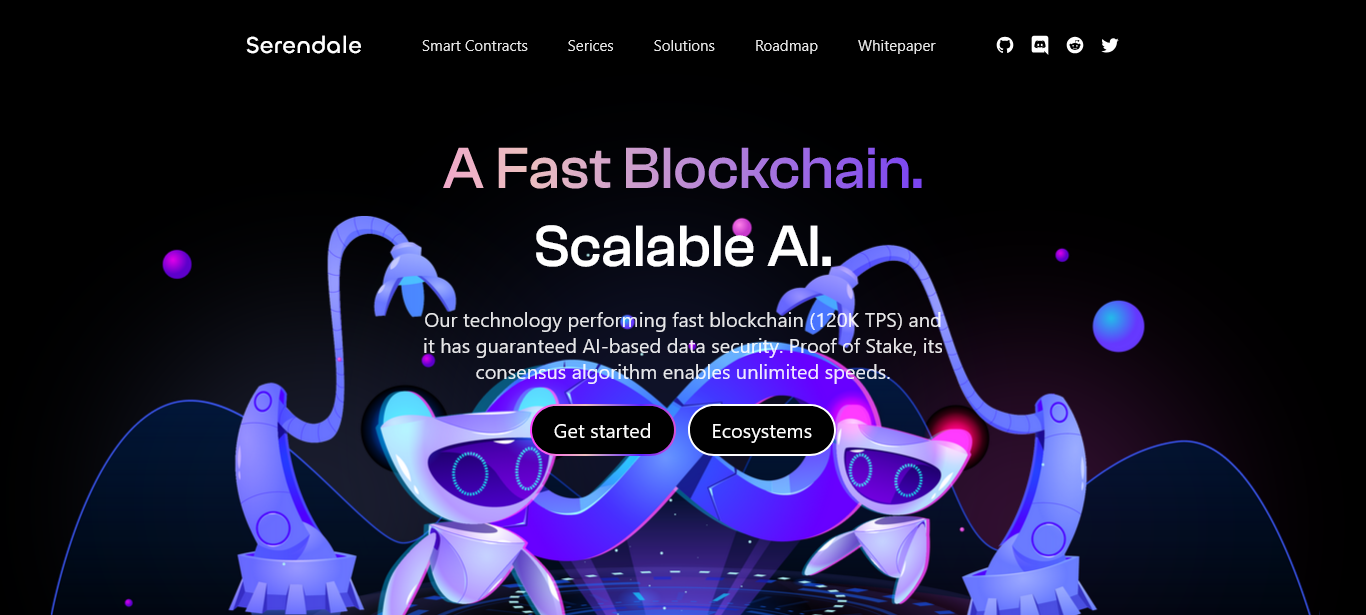 Serendale
Smart Contracts
Serices
Solutions
Roadmap
Whitepaper
A Fast Blockchain.
Scalable AI.
Our technology performing fast blockchain (120K TPS) and
it has guaranteed AI-based data security. Proof of Stake, its
consensus algorithm enables unlimited speeds.
Get started
Ecosystems